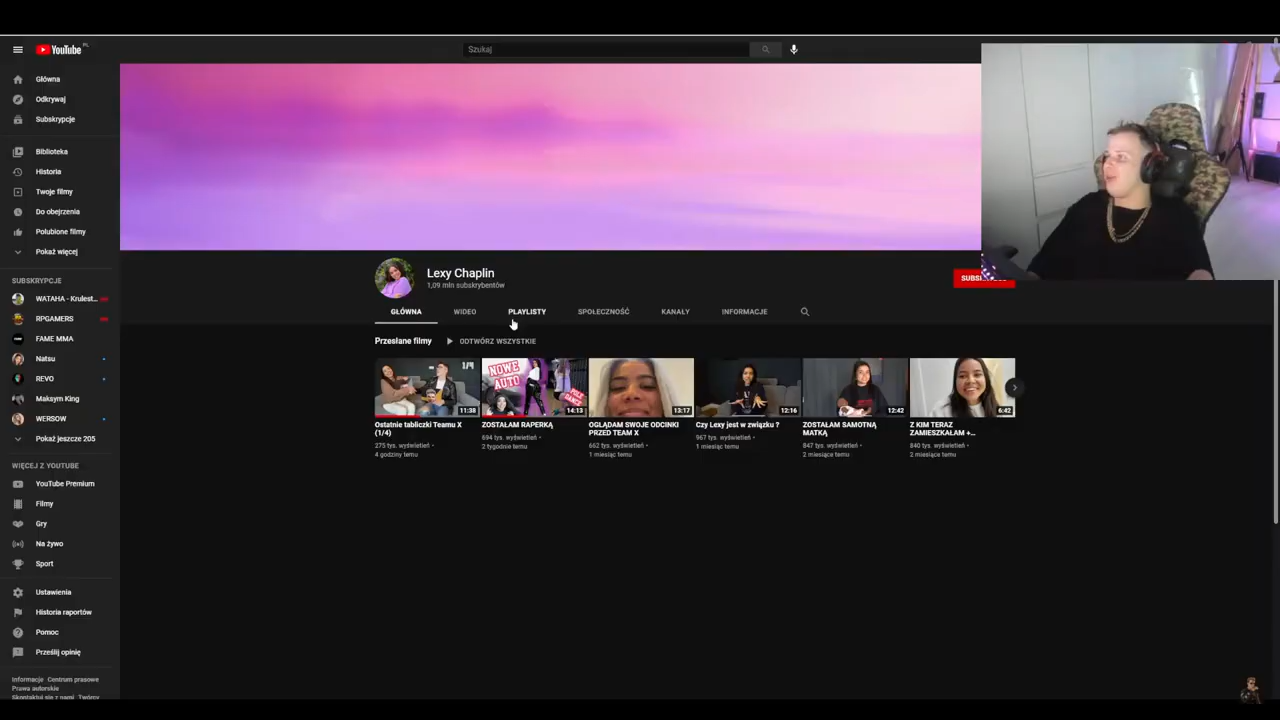 YouTube PL
Szukaj
Główna
Odkrywaj
Subskrypcje
Biblioteka
Historia
Twoje filmy
Do obejrzenia
Polubione filmy
Pokaż więcej
SUBSKRYPCJE
WATAHA - Krulest...
RPGAMERS
FAME MMA
Natsu
REVO
Makaym King
WERSOW
Pokaż jeszcze 205
WIĘCEJ Z YOUTUBE
YouTube Premium
Filmy
Gry
Na żywo
Sport
Ustawienia
Historia raportów
Pomoc
Prześlij opinię
Informacje Centrum prasowe
Prawa autorskie
Skontaktuj się z nami Twórcy
Lexy Chaplin
1,09 mln subskrybentów
GŁÓWNA WIDEO PLAYLISTY SPOŁECZNOŚĆ KANAŁY INFORMACJE
Przesłane filmy ODTWÓRZ WSZYSTKIE
1/4
11:38
Ostatnie tabliczki Teamu X
(1/4)
275 tys. wyświetleń •
4 godziny temu
NOWE
AUTO
14:13
ZOSTAŁAM RAPERKĄ
694 tys. wyświetleń •
2 tygodnie temu
13:17
OGLĄDAM SWOJE ODCINKI
PRZED TEAM X
662 tys. wyświetleń •
1 miesiąc temu
12:16
Czy Lexy jest w związku ?
967 tys. wyświetleń •
1 miesiąc temu
12:42
ZOSTAŁAM SAMOTNĄ
MATKĄ
847 tys. wyświetleń •
2 miesiące temu
6:42
Z KIM TERAZ
ZAMIESZKAŁAM +...
840 tys. wyświetleń •
2 miesiące temu